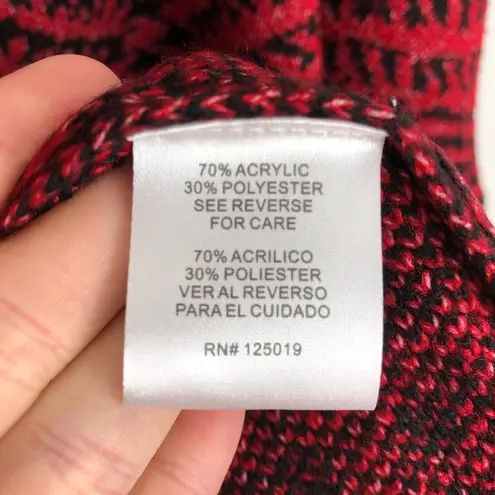 70% ACRYLIC
30% POLYESTER
SEE REVERSE
FOR CARE
70% ACRILICO
30% POLIESTER
VER AL REVERSO
PARA EL CUIDADO
RN# 125019